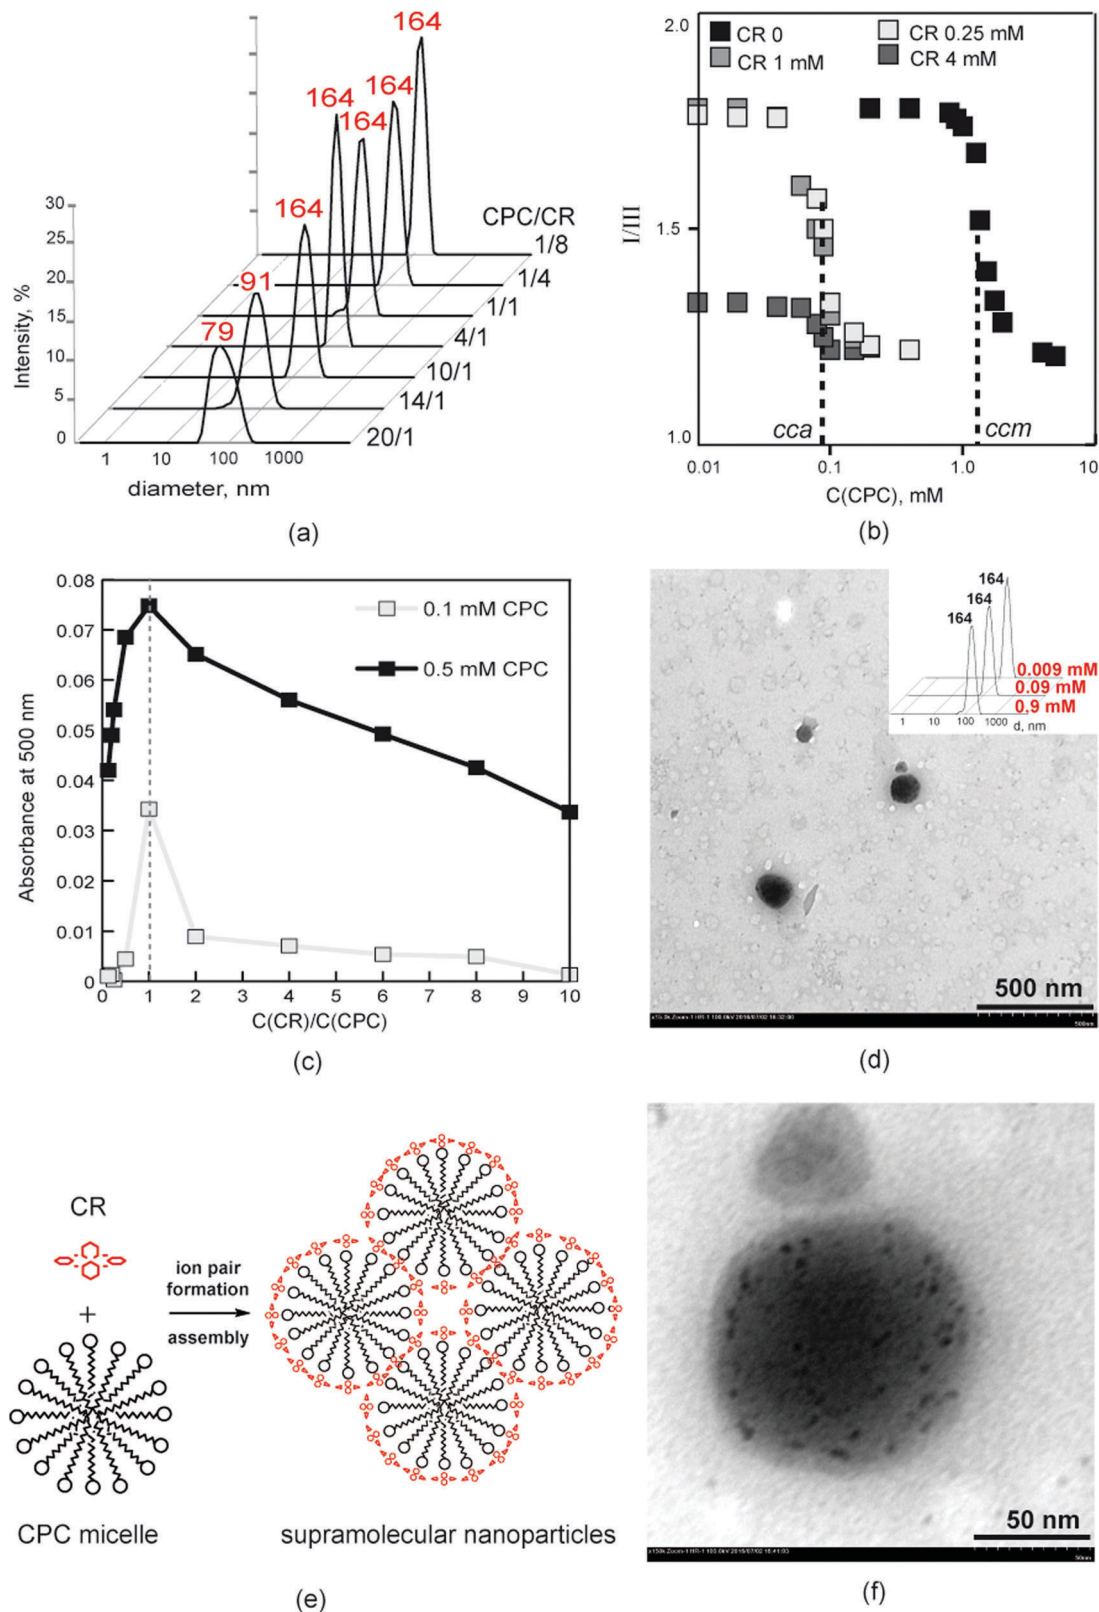 164
164
164
164
164
91
79
CPC/CR
1/8
1/4
1/1
4/1
10/1
14/1
20/1
30
25
20
15
10
5
0
Intensity, %
1 10 100 1000
diameter, nm
(a)
2.0
CR 0
CR 0.25 mM
CR 1 mM
CR 4 mM
I/III
1.5
1.0
cca
ccm
0.01 0.1 1.0 10
C(CPC), mM
(b)
0.08
0.07
0.06
0.05
0.04
0.03
0.02
0.01
0
0.1 mM CPC
0.5 mM CPC
Absorbance at 500 nm
0 1 2 3 4 5 6 7 8 9 10
C(CR)/C(CPC)
(c)
164
164
164
0.009 mM
0.09 mM
0.9 mM
1 10 100 1000
d, nm
500 nm
500nm
(d)
CR
+
ion pair
formation
assembly
CPC micelle
supramolecular nanoparticles
(e)
50 nm
50nm
(f)